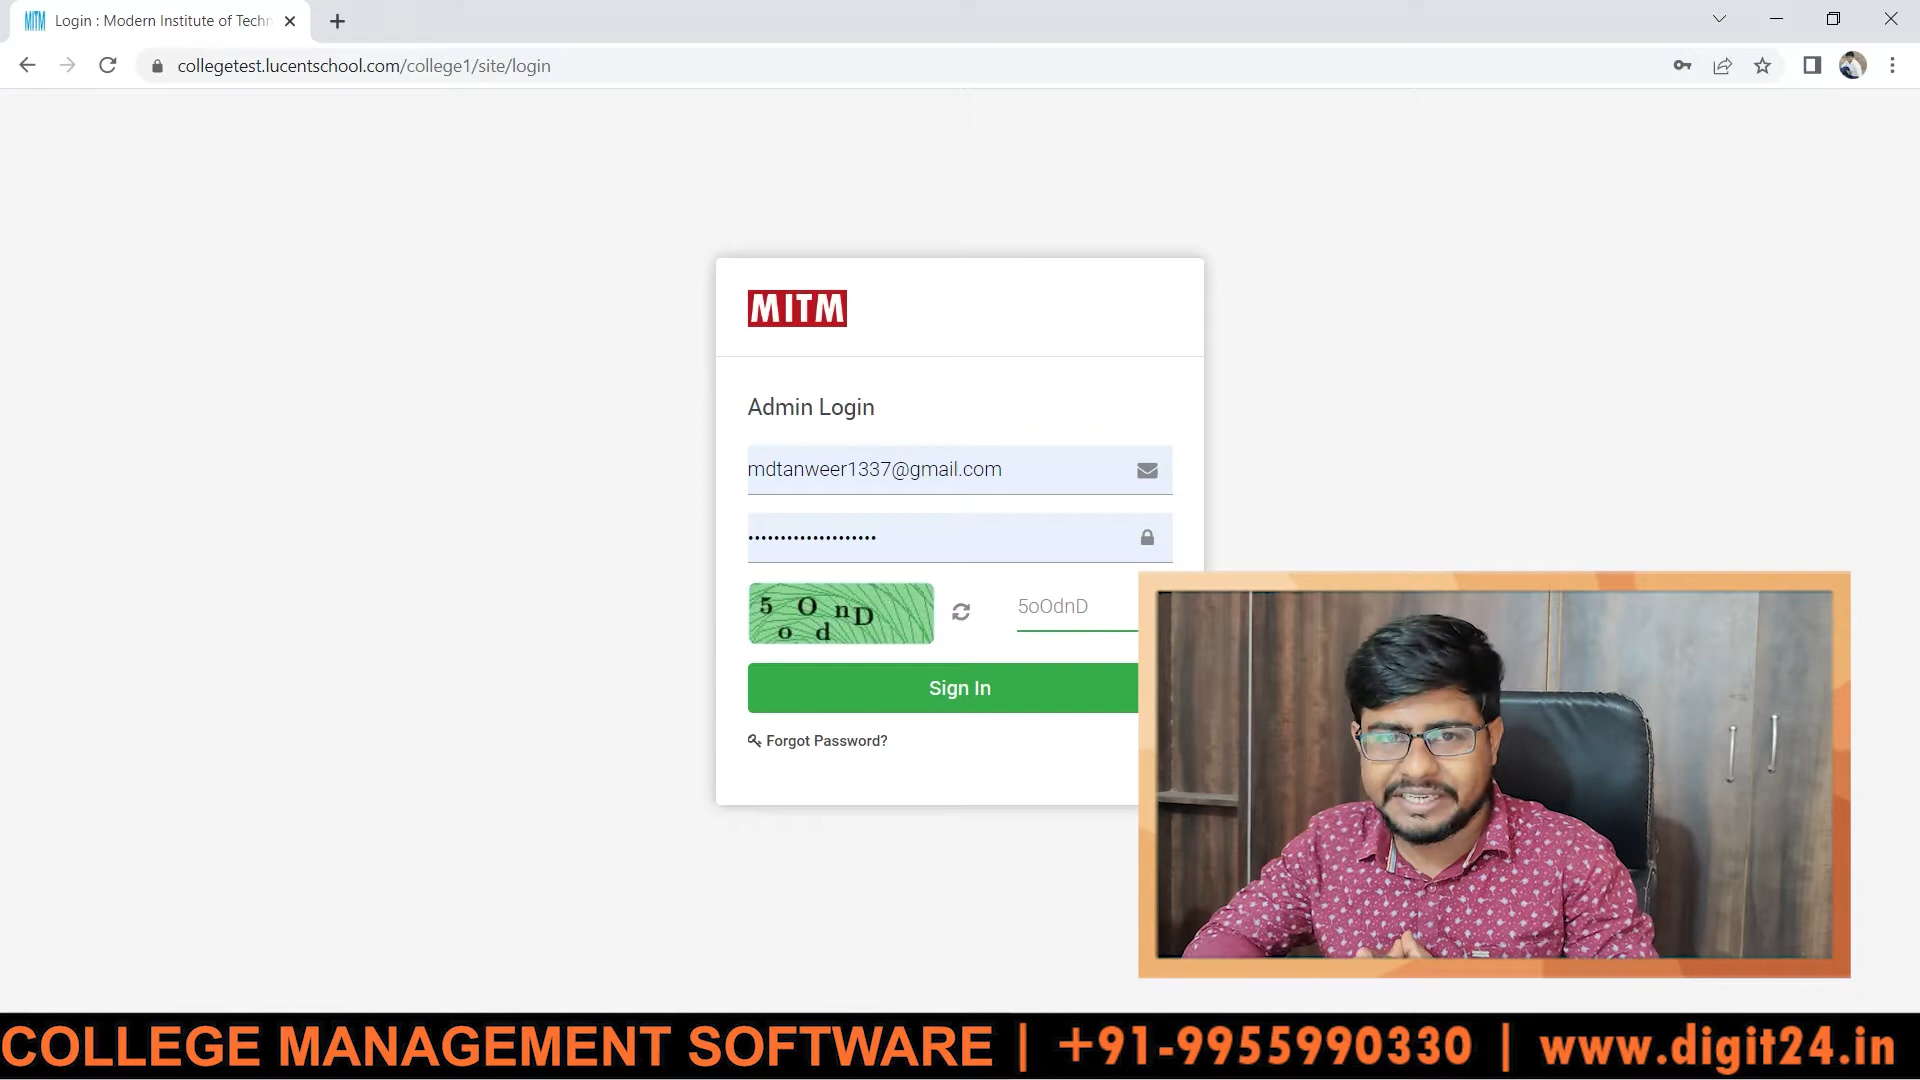 MITM Login : Modern Institute of Techn
collegetest.lucentschool.com/college1/site/login
MITM
Admin Login
mdtanweer1337@gmail.com
5 O n D
o d
5oOdnD
Sign In
Forgot Password?
COLLEGE MANAGEMENT SOFTWARE | +91-9955990330 | www.digit24.in